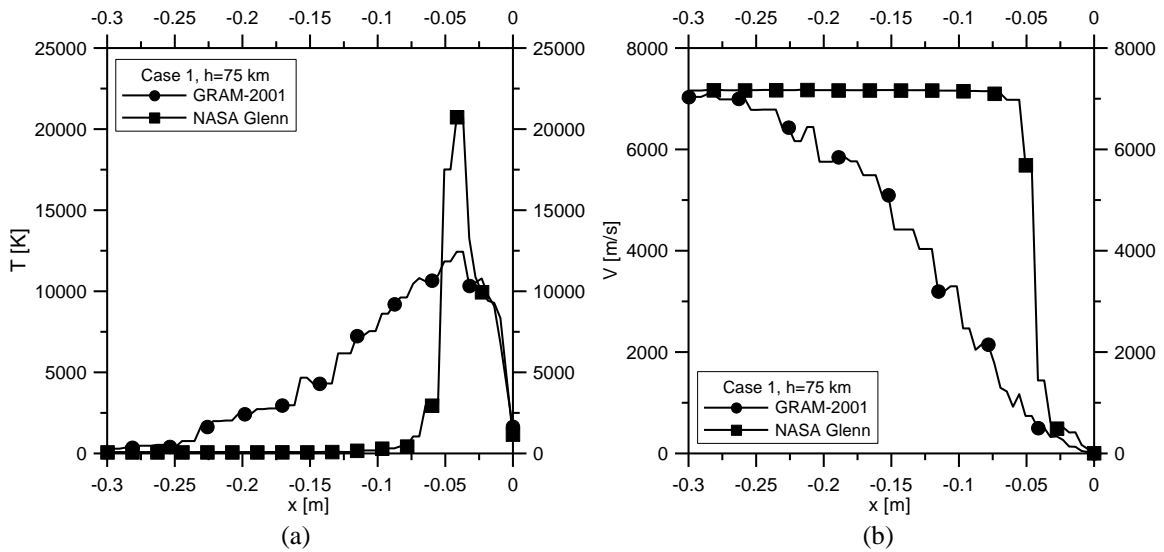 -0.3 -0.25 -0.2 -0.15 -0.1 -0.05 0
25000 25000
20000 20000
15000 15000
10000 10000
5000 5000
0 0
-0.3 -0.25 -0.2 -0.15 -0.1 -0.05 0
T [K]
x [m]
Case 1, h=75 km
GRAM-2001
NASA Glenn
(a)
-0.3 -0.25 -0.2 -0.15 -0.1 -0.05 0
8000 8000
6000 6000
4000 4000
2000 2000
0 0
-0.3 -0.25 -0.2 -0.15 -0.1 -0.05 0
V [m/s]
x [m]
Case 1, h=75 km
GRAM-2001
NASA Glenn
(b)